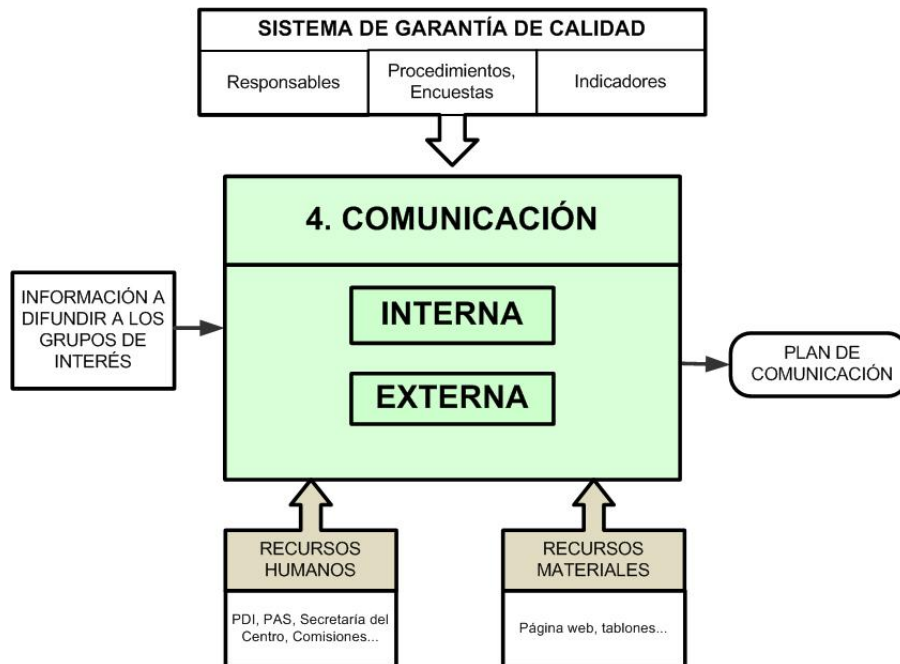 SISTEMA DE GARANTÍA DE CALIDAD
Responsables
Procedimientos,
Encuestas
Indicadores
4. COMUNICACIÓN
INFORMACIÓN A
DIFUNDIR A LOS
GRUPOS DE
INTERÉS
INTERNA
EXTERNA
PLAN DE
COMUNICACIÓN
RECURSOS
HUMANOS
PDI, PAS, Secretaría del
Centro, Comisiones...
RECURSOS
MATERIALES
Página web, tablones...